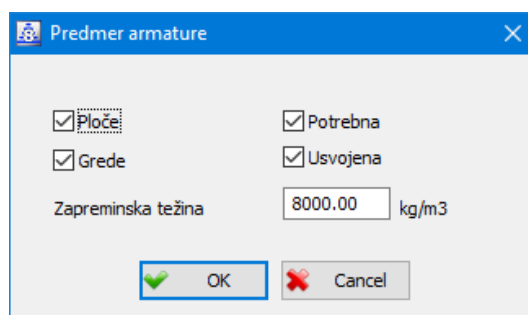 Predmer armature
Ploče Potrebna
Grede Usvojena
Zapreminska težina 8000.00 kg/m3
OK Cancel